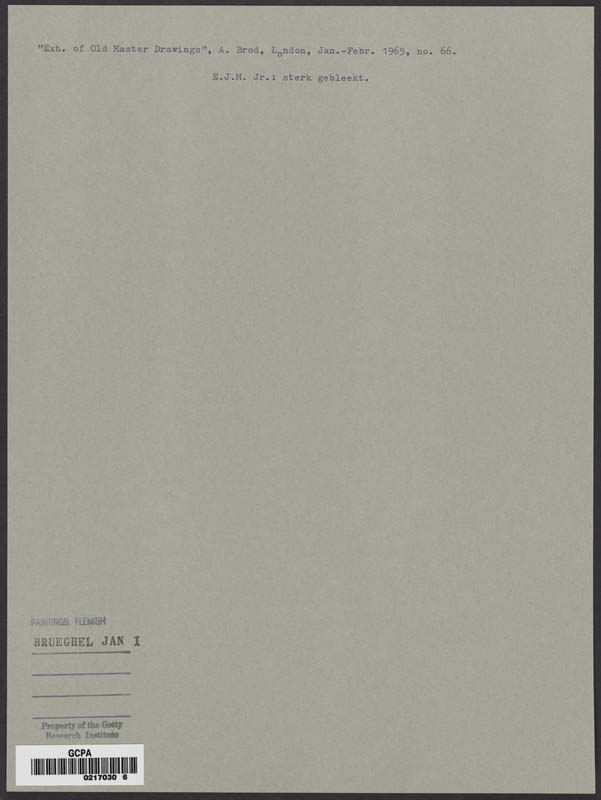 "Exh. of Old Master Drawings", A. Brod, London, Jan.-Febr. 1965, no. 66.
E.J.M. Jr.: sterk gebleekt.
PAINTINGS: FLEMISH
BRUEGHEL JAN I
Property of the Getty
Research Institute
GCPA
0217030 6